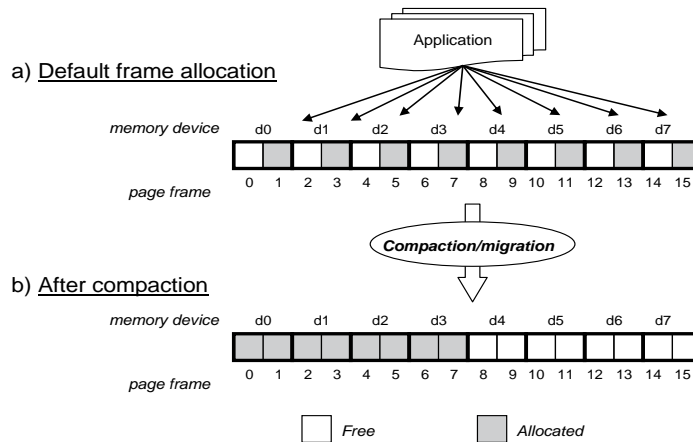 Application
a) Default frame allocation
memory device d0 d1 d2 d3 d4 d5 d6 d7
page frame 0 1 2 3 4 5 6 7 8 9 10 11 12 13 14 15
Compaction/migration
b) After compaction
memory device d0 d1 d2 d3 d4 d5 d6 d7
page frame 0 1 2 3 4 5 6 7 8 9 10 11 12 13 14 15
Free Allocated